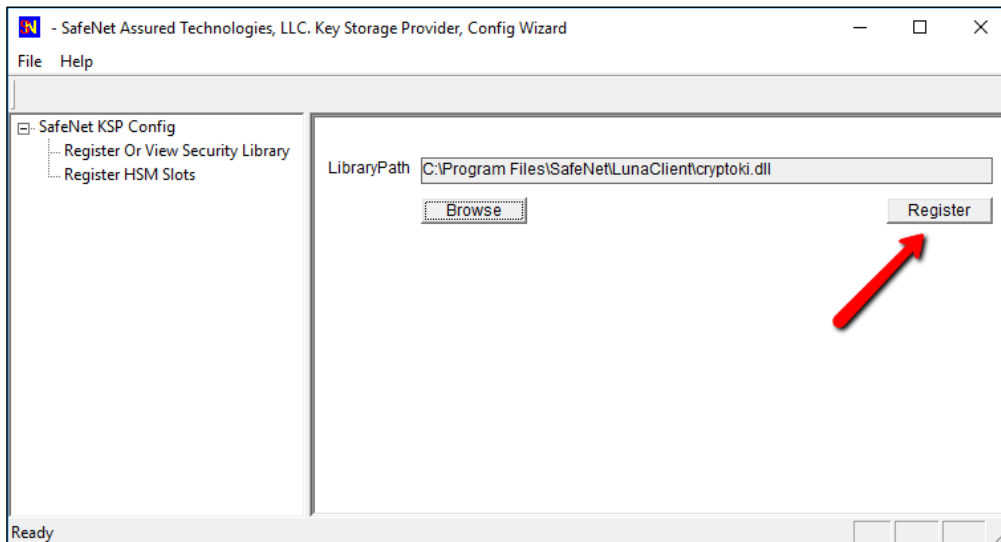 SN - SafeNet Assured Technologies, LLC. Key Storage Provider, Config Wizard
File Help
SafeNet KSP Config
Register Or View Security Library
Register HSM Slots
LibraryPath C:\Program Files\SafeNet\LunaClient\cryptoki.dll
Browse Register
Ready